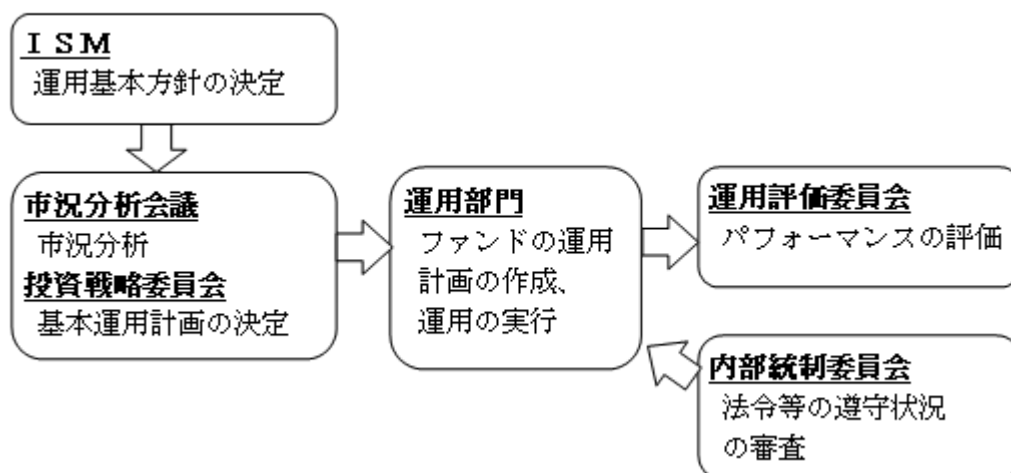 ＩＳＭ
運用基本方針の決定
市況分析会議
市況分析
投資戦略委員会
基本運用計画の決定
運用部門
ファンドの運用
計画の作成、
運用の実行
運用評価委員会
パフォーマンスの評価
内部統制委員会
法令等の遵守状況
の審査